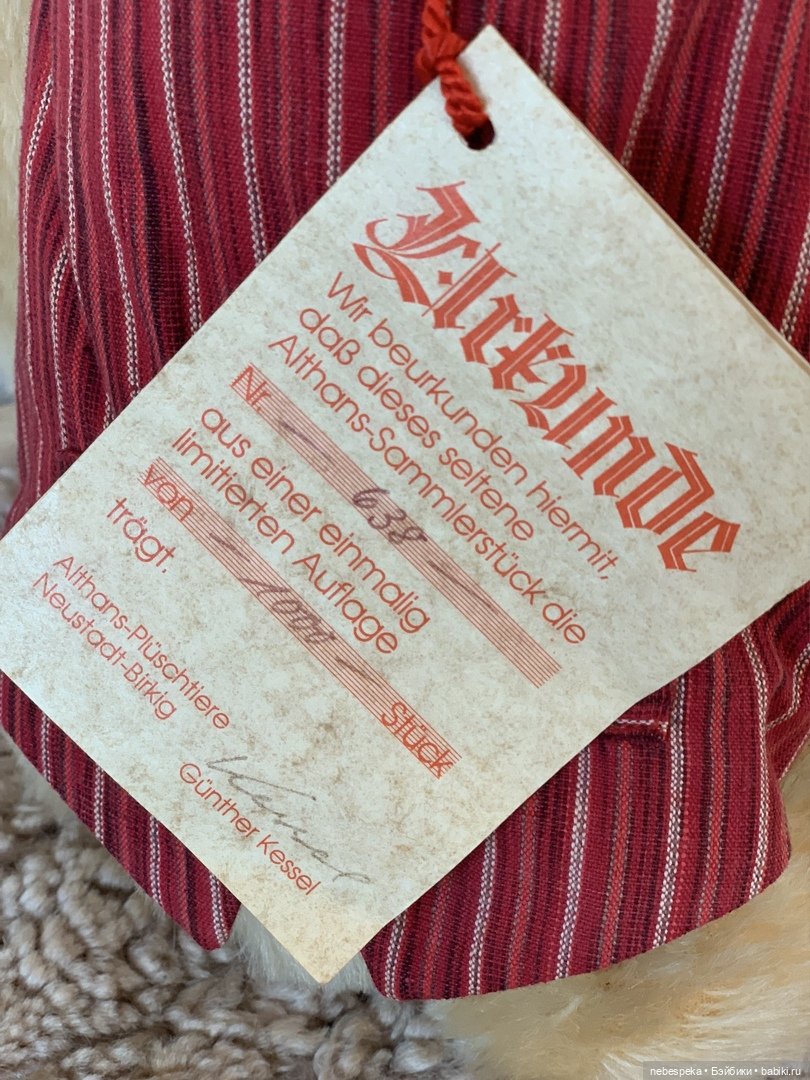 Urkunde
Wir beurkunden hiermit,
daß dieses seltene
Althans-Sammlerstück die
Nr. – 638 –
aus einer einmalig
limitierten Auflage
von – 1000 – Stück
trägt.
Althans-Plüschtiere
Neustadt-Birkig
Kessel
Günther Kessel
nebespeka • Бэйбики • babiki.ru